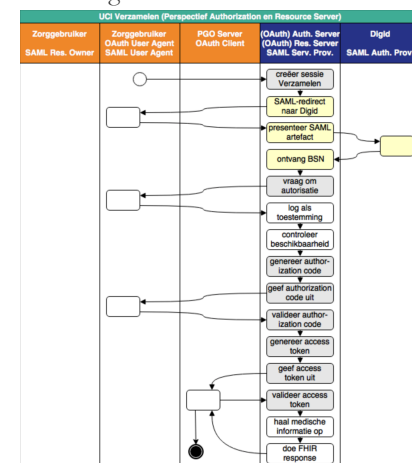 UCI Verzamelen (Perspectief Authorization en Resource Server)
Zorggebruiker
SAML Res. Owner
Zorggebruiker
OAuth User Agent
SAML User Agent
PGO Server
OAuth Client
(OAuth) Auth. Server
(OAuth) Res. Server
SAML Serv. Prov.
Digid
SAML Auth. Prov
creëer sessie
Verzamelen
SAML-redirect
naar Digid
presenteer SAML
artefact
ontvang BSN
vraag om
autorisatie
log als
toestemming
controleer
beschikbaarheid
genereer author-
ization code
geef authorization
code uit
valideer author-
ization code
genereer access
token
geef access
token uit
valideer access
token
haal medische
informatie op
doe FHIR
response